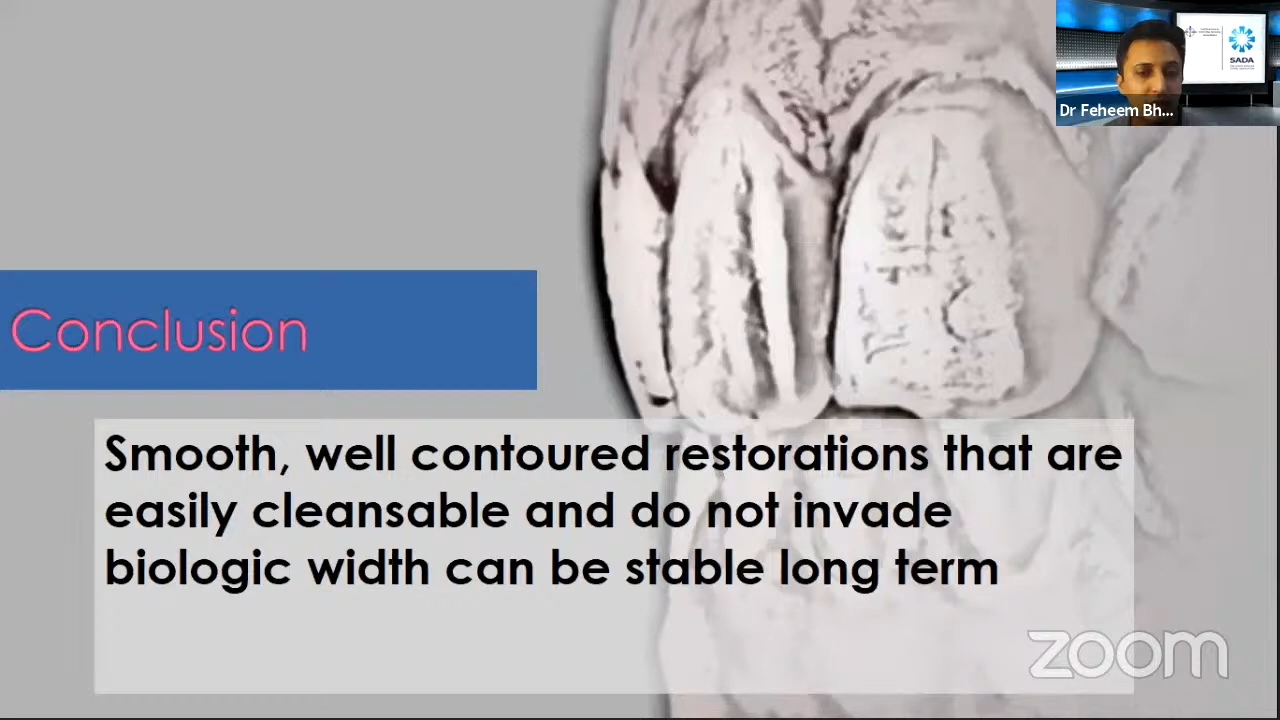 SADA
Dr Feheem Bh...
Conclusion
Smooth, well contoured restorations that are
easily cleansable and do not invade
biologic width can be stable long term
zoom